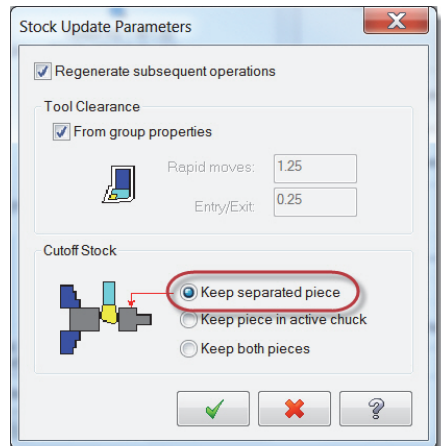 Stock Update Parameters
Regenerate subsequent operations
Tool Clearance
From group properties
Rapid moves: 1.25
Entry/Exit: 0.25
Cutoff Stock
Keep separated piece
Keep piece in active chuck
Keep both pieces